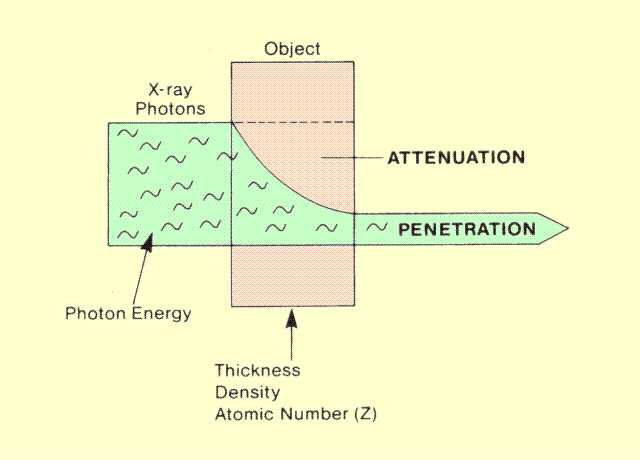 Object
X-ray
Photons
ATTENUATION
PENETRATION
Photon Energy
Thickness
Density
Atomic Number (Z)